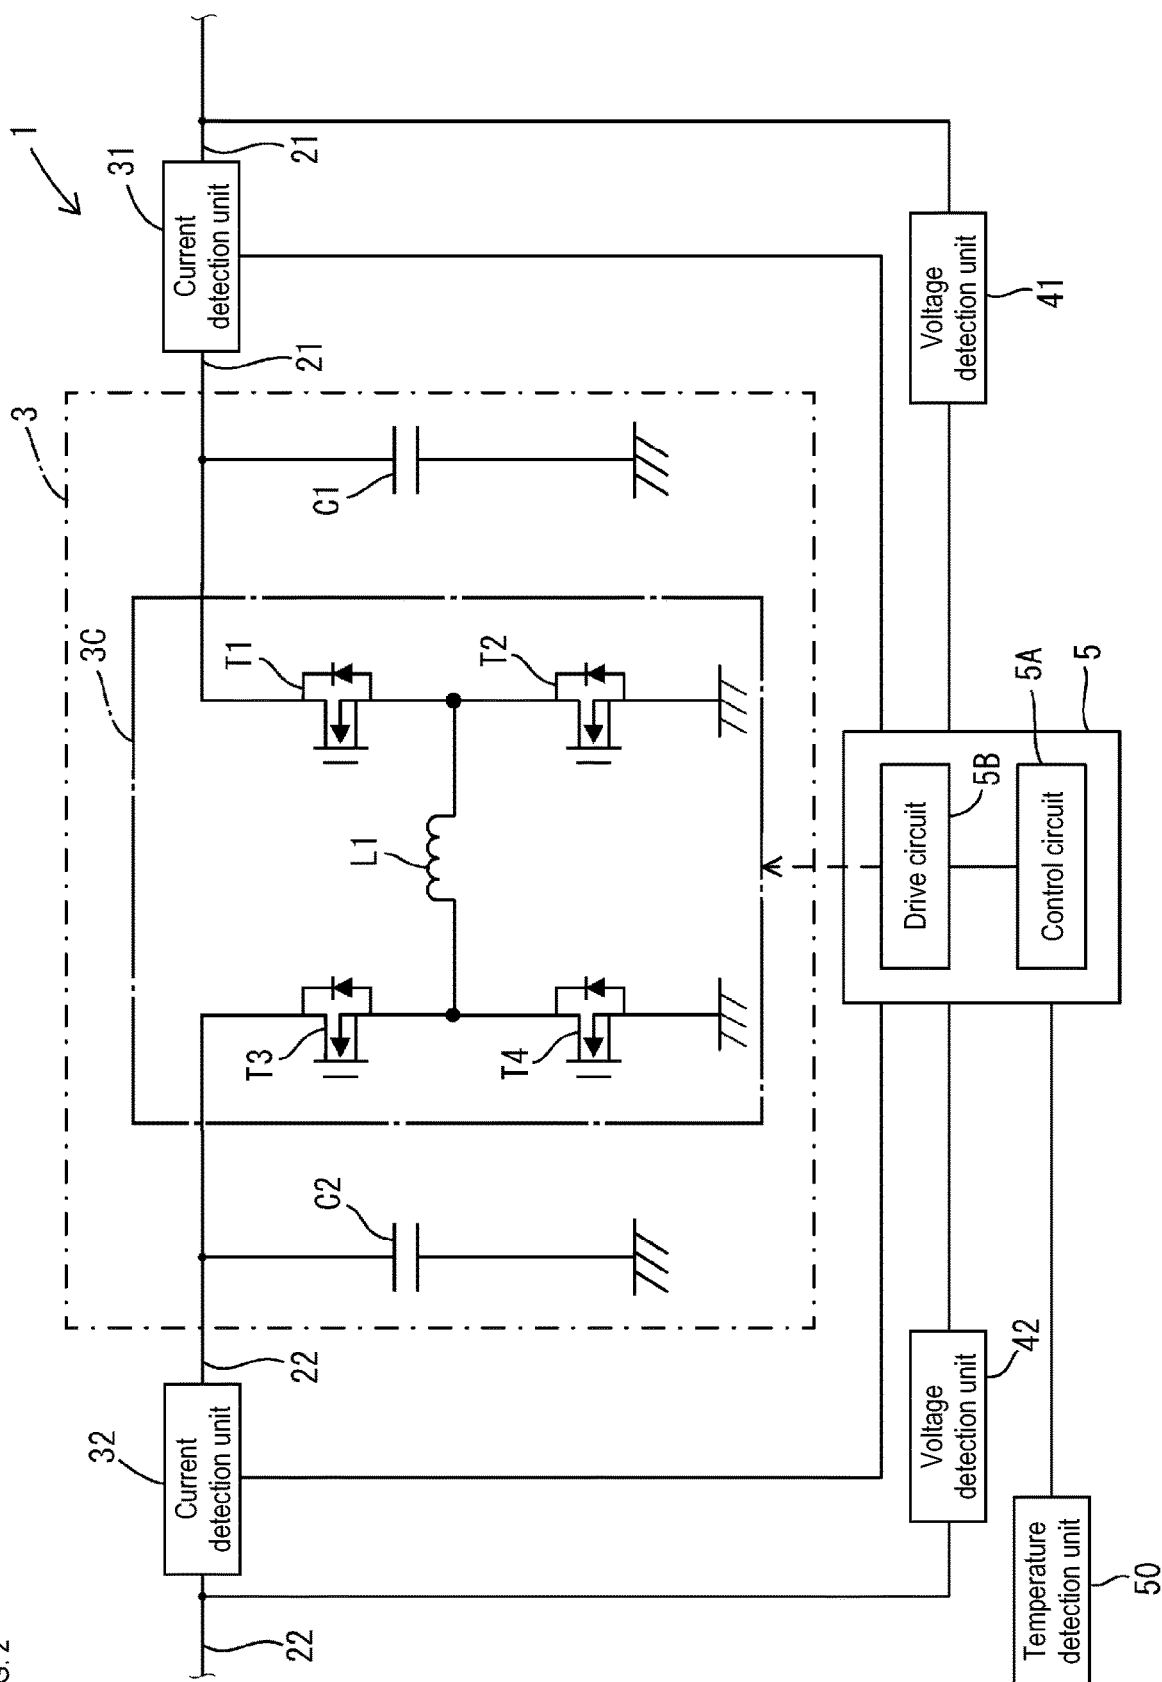 G. 2
1
3
3C
32
31
Current
detection unit
Current
detection unit
22
22
21
21
T3
T1
C2
C1
L1
T4
T2
Voltage
detection unit
42
Drive circuit
5B
Voltage
detection unit
41
Control circuit
5A
5
Temperature
detection unit
50